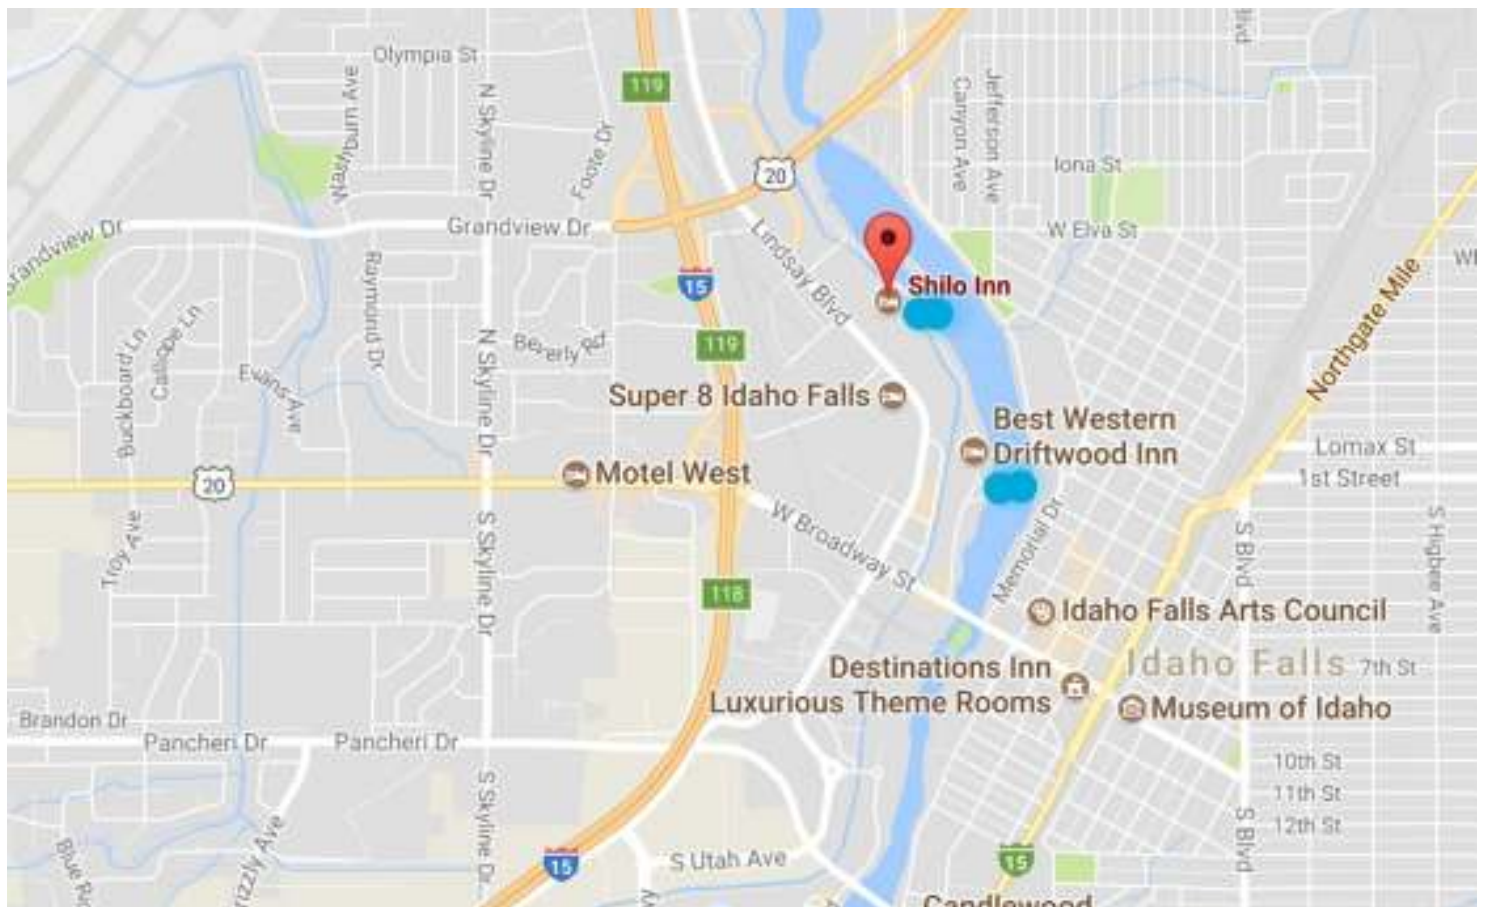 Olympia St
N Skyline Dr
Washburn Ave
Foote Dr
119
20
Canyon Ave
Jefferson Ave
Blvd
Iona St
W Elva St
Grandview Dr
Grandview Dr
Lindsay Blvd
15
Shilo Inn
Raymond Dr
Buckboard Ln
Calliope Ln
Evans Ave
N Skyline Dr
Beverly Rd
119
Northgate Mile
Super 8 Idaho Falls
Best Western
Driftwood Inn
Lomax St
1st Street
20
Motel West
W Broadway St
Memorial Dr
S Blvd
S Higbee Ave
Troy Ave
S Skyline Dr
118
Idaho Falls Arts Council
Idaho Falls
7th St
Destinations Inn
Luxurious Theme Rooms
Museum of Idaho
Brandon Dr
Pancheri Dr
Pancheri Dr
10th St
11th St
12th St
S Blvd
S Skyline Dr
S Utah Ave
15
15
Candlewood